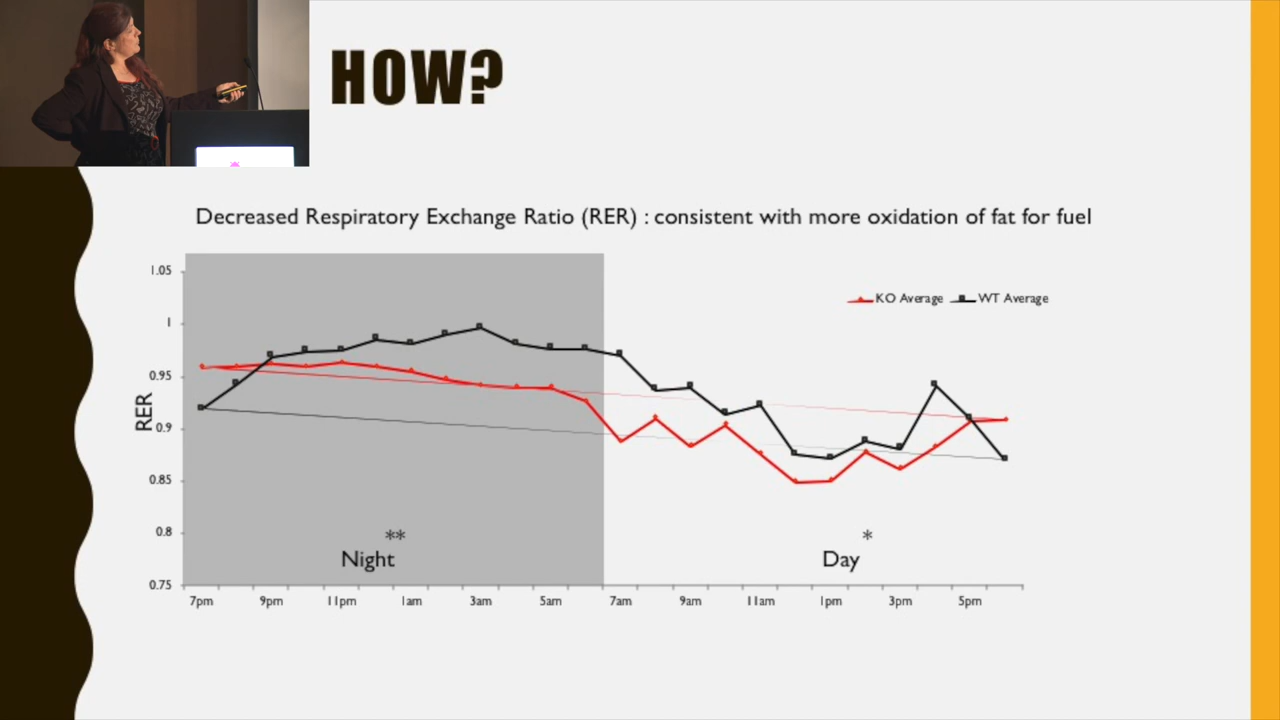 HOW?
Decreased Respiratory Exchange Ratio (RER) : consistent with more oxidation of fat for fuel
KO Average WT Average
1.05
1
0.95
0.9
0.85
0.8
0.75
RER
** *
Night Day
7pm 9pm 11pm 1am 3am 5am 7am 9am 11am 1pm 3pm 5pm